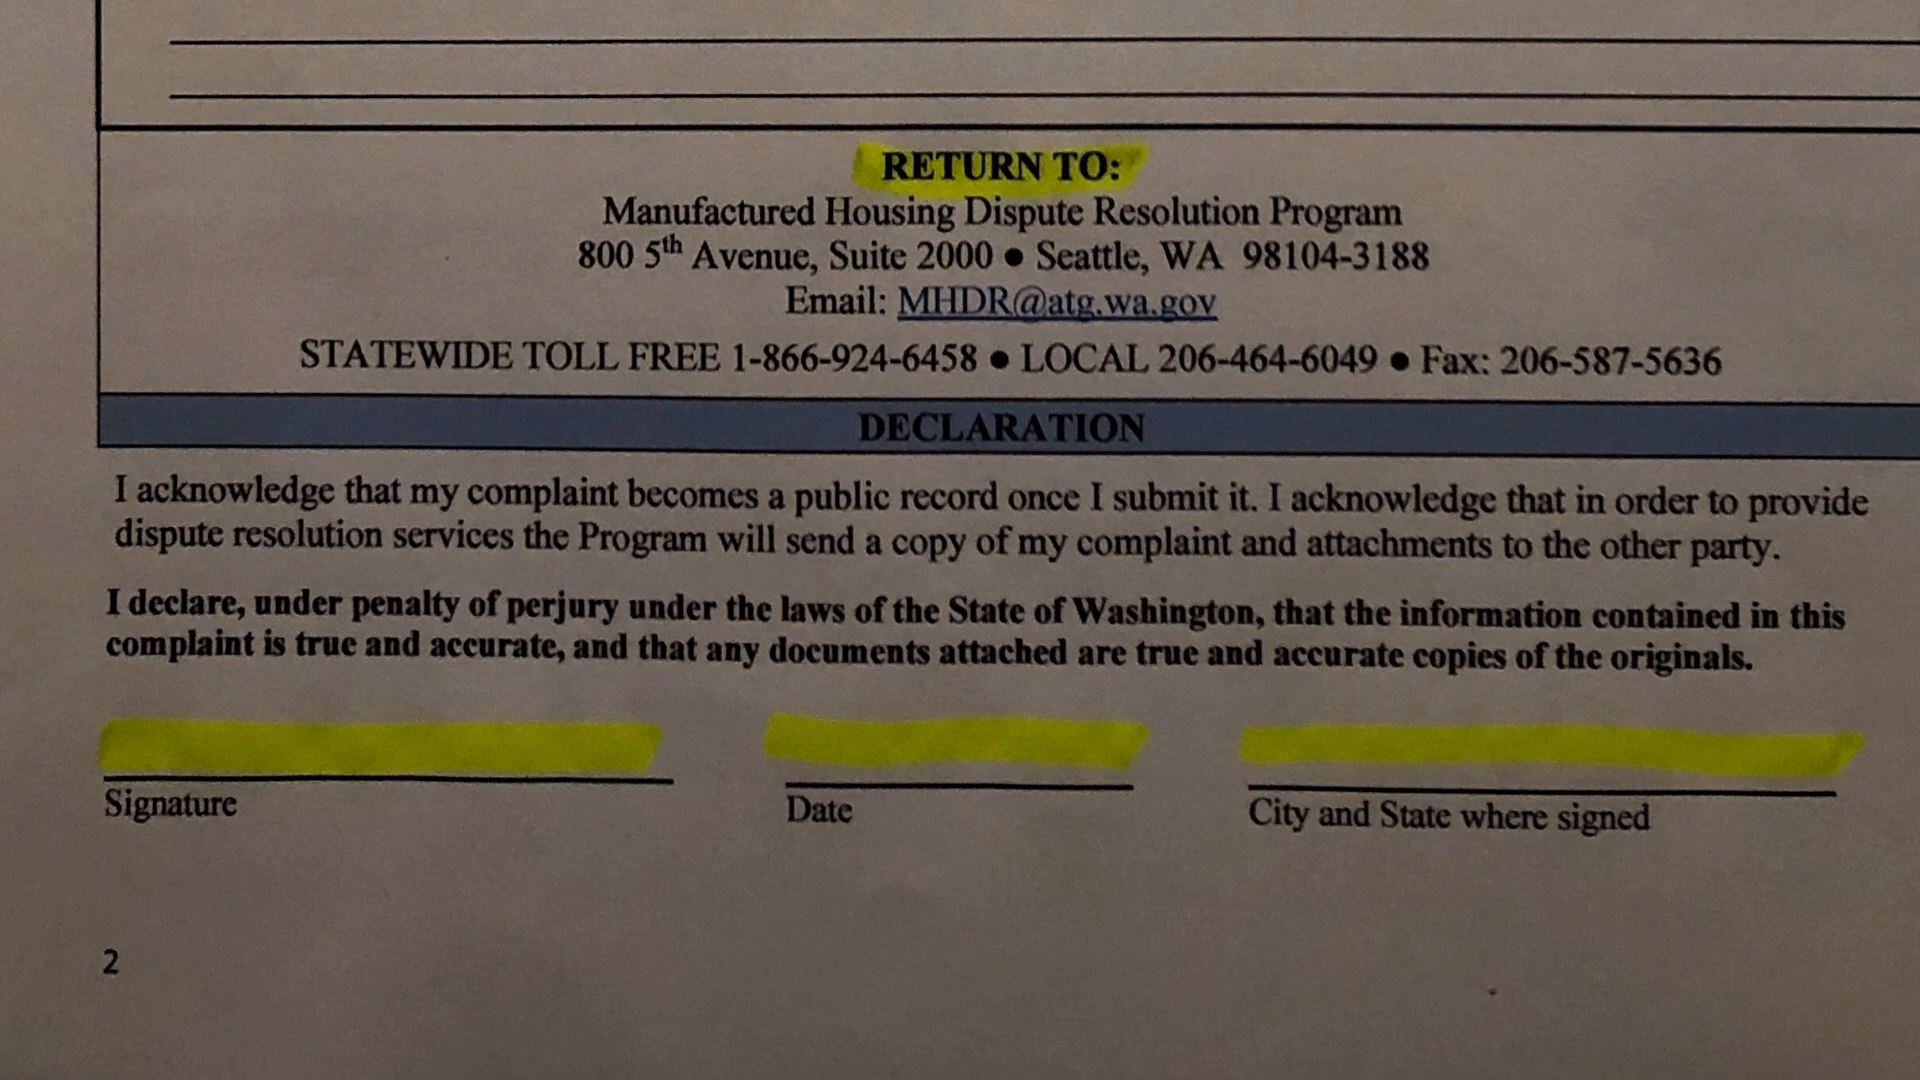 RETURN TO:
Manufactured Housing Dispute Resolution Program
800 5th Avenue, Suite 2000 ● Seattle, WA 98104-3188
Email: MHDR@atg.wa.gov
STATEWIDE TOLL FREE 1-866-924-6458 ● LOCAL 206-464-6049 ● Fax: 206-587-5636
DECLARATION
I acknowledge that my complaint becomes a public record once I submit it. I acknowledge that in order to provide
dispute resolution services the Program will send a copy of my complaint and attachments to the other party.
I declare, under penalty of perjury under the laws of the State of Washington, that the information contained in this
complaint is true and accurate, and that any documents attached are true and accurate copies of the originals.
Signature
Date
City and State where signed
2